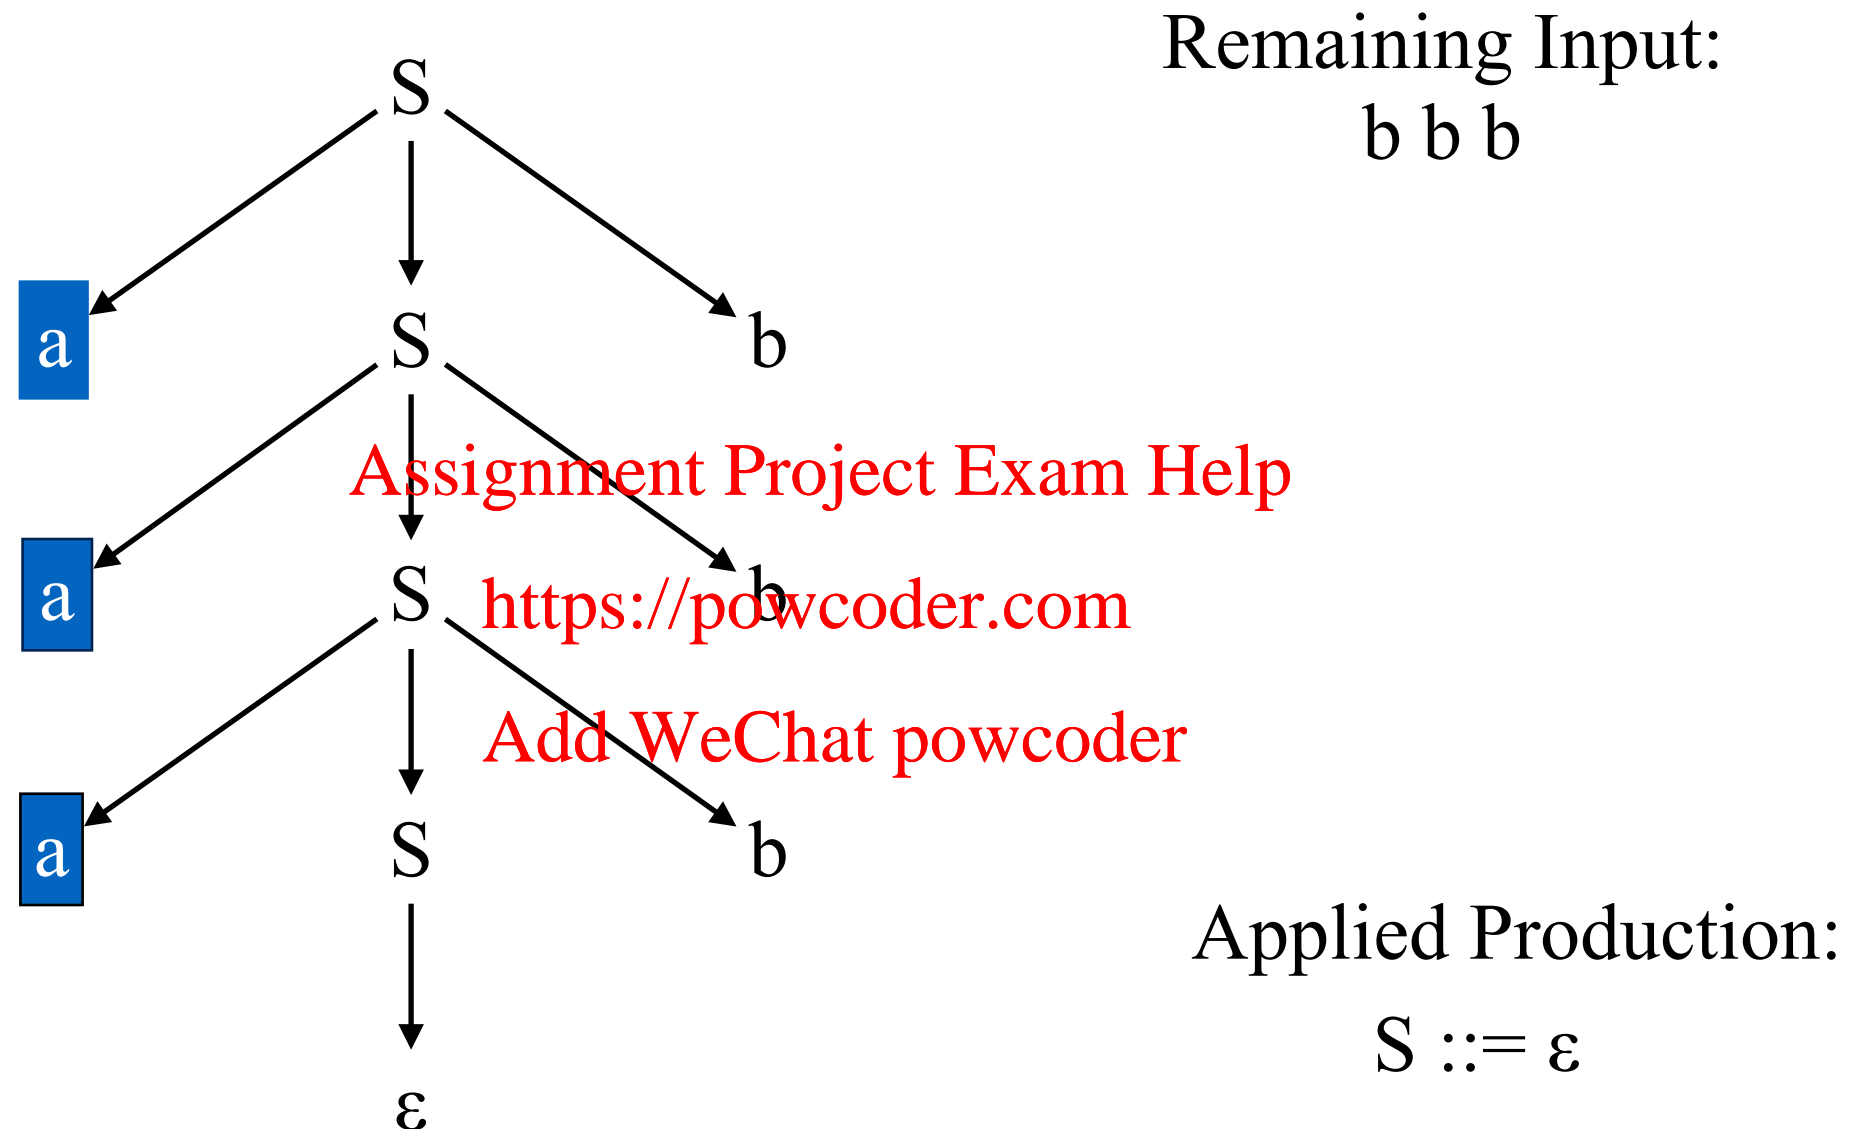 S
Remaining Input:
b b b
a S b
Assignment Project Exam Help
a S b
https://powcoder.com
Add WeChat powcoder
a S b
Applied Production:
S ::= ε
ε